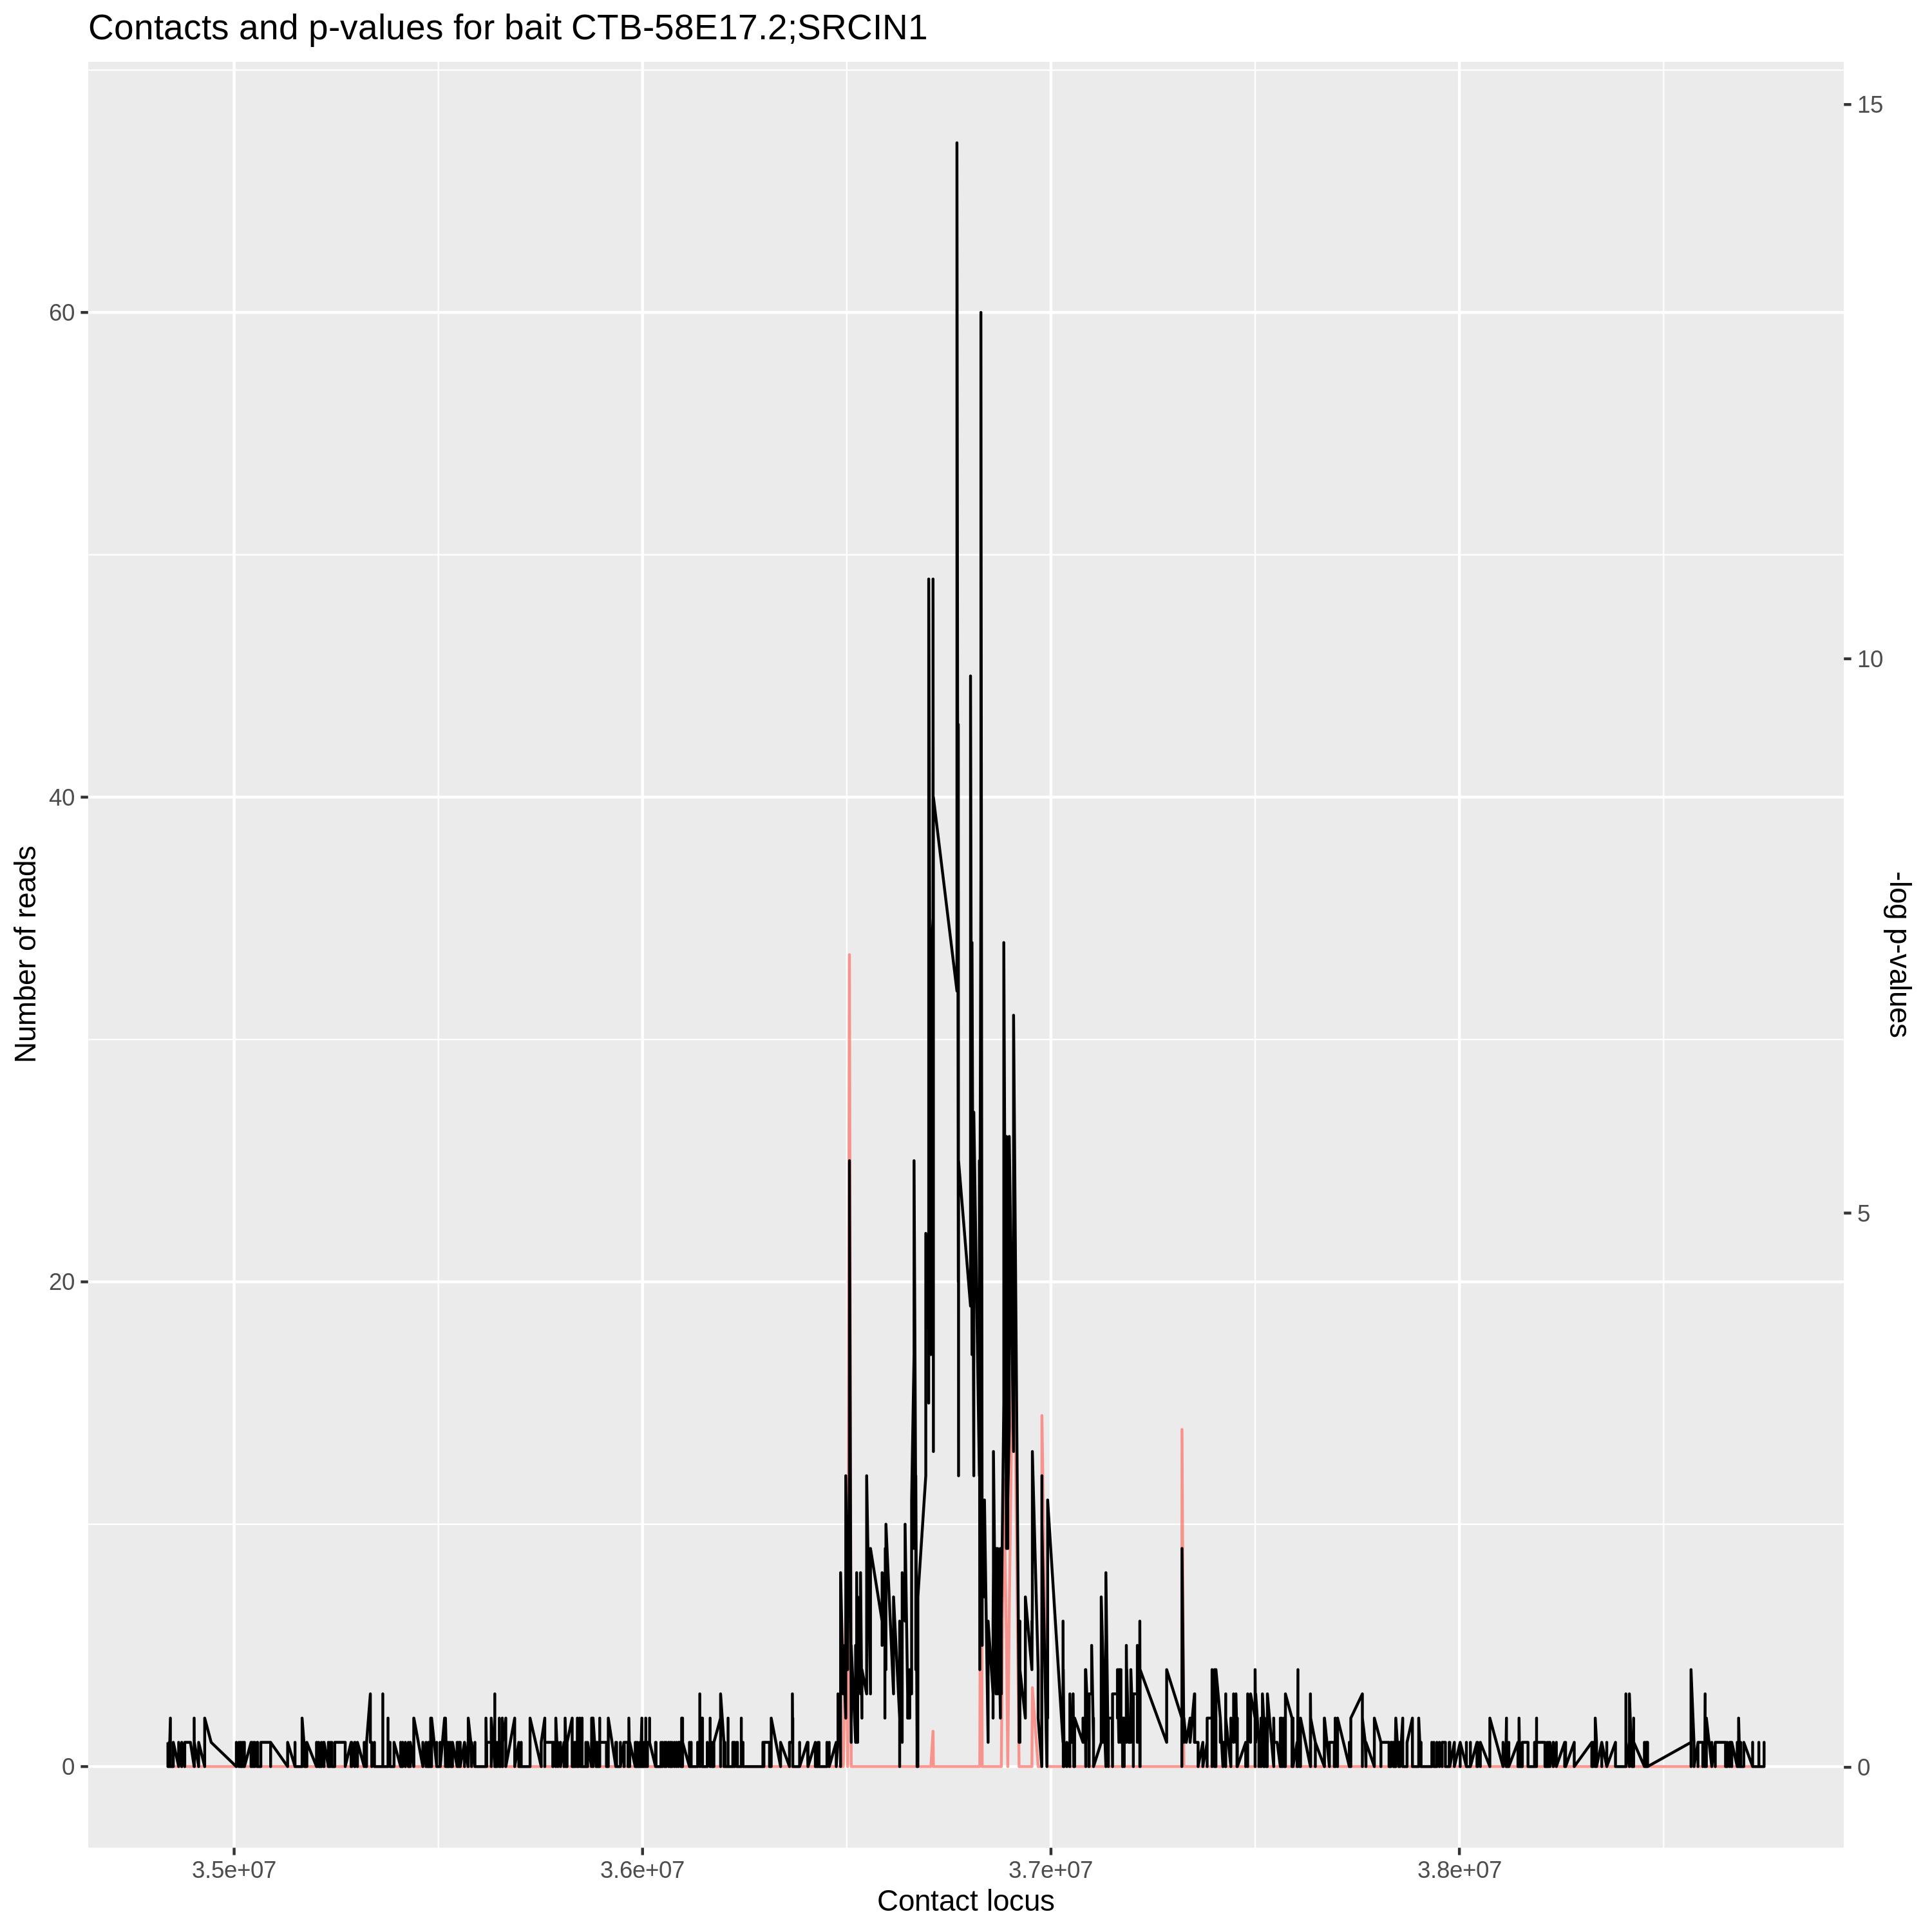 Contacts and p-values for bait CTB-58E17.2;SRCIN1
15
60
10
40
Number of reads
-log p-values
5
20
0
0
3.5e+07
3.6e+07
3.7e+07
3.8e+07
Contact locus